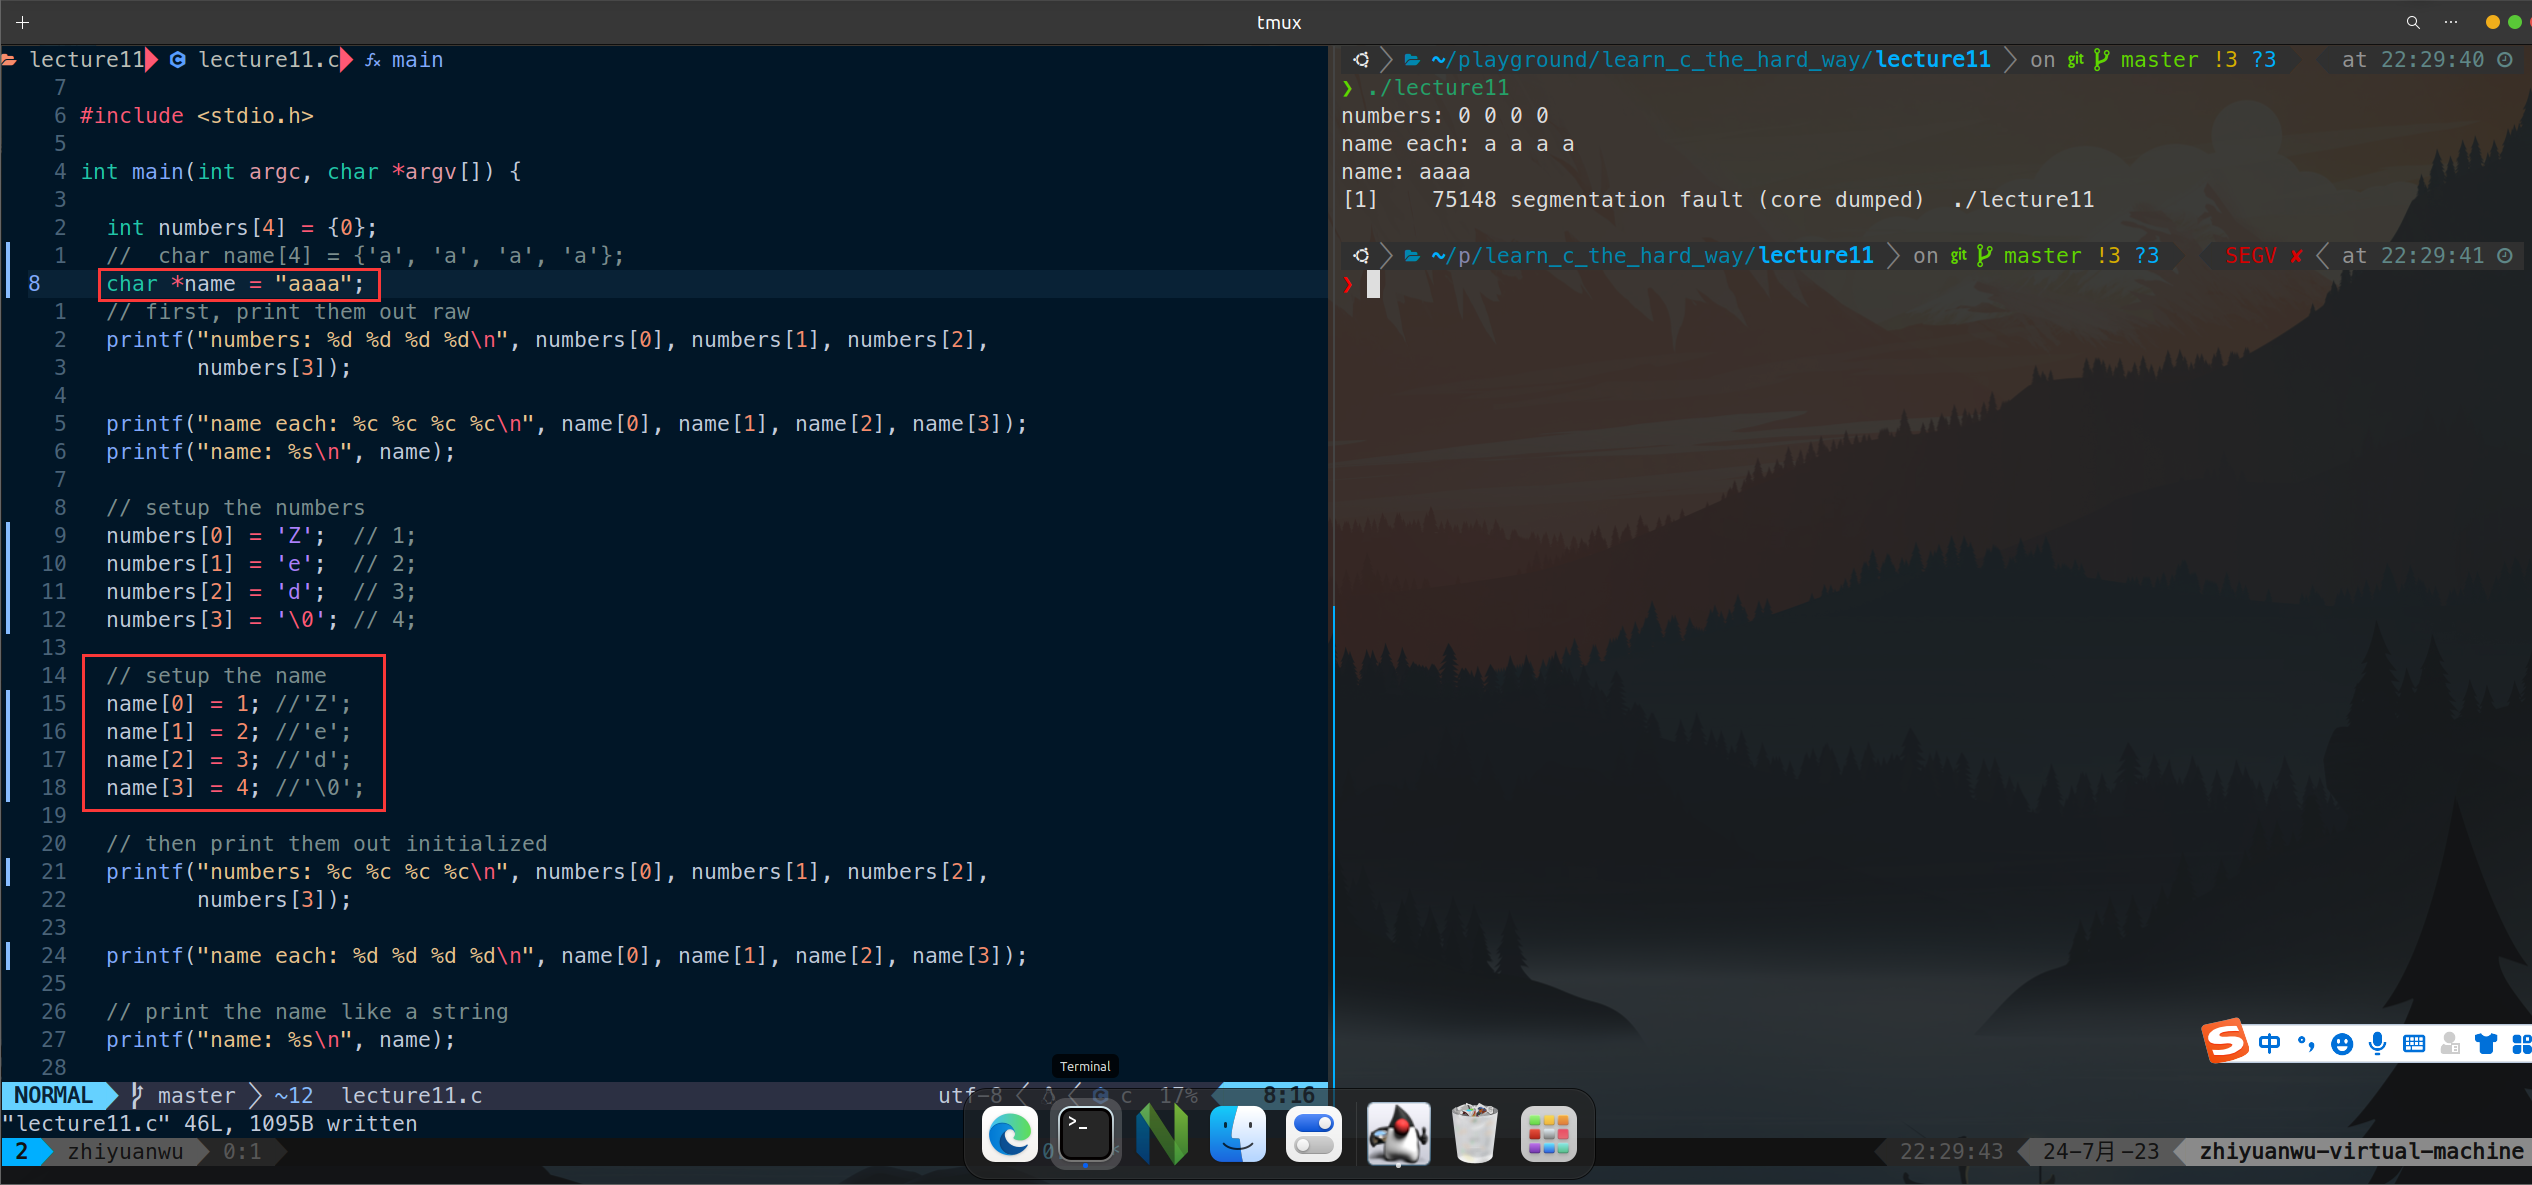 tmux
lecture11 lecture11.c main
7
6 #include <stdio.h>
5
4 int main(int argc, char *argv[]) {
3
2 int numbers[4] = {0};
1 //  char name[4] = {'a', 'a', 'a', 'a'};
8 char *name = "aaaa";
1 // first, print them out raw
2 printf("numbers: %d %d %d %d\n", numbers[0], numbers[1], numbers[2],
3 numbers[3]);
4
5 printf("name each: %c %c %c %c\n", name[0], name[1], name[2], name[3]);
6 printf("name: %s\n", name);
7
8 // setup the numbers
9 numbers[0] = 'Z';  // 1;
10 numbers[1] = 'e';  // 2;
11 numbers[2] = 'd';  // 3;
12 numbers[3] = '\0'; // 4;
13
14 // setup the name
15 name[0] = 1; //'Z';
16 name[1] = 2; //'e';
17 name[2] = 3; //'d';
18 name[3] = 4; //'\0';
19
20 // then print them out initialized
21 printf("numbers: %c %c %c %c\n", numbers[0], numbers[1], numbers[2],
22 numbers[3]);
23
24 printf("name each: %d %d %d %d\n", name[0], name[1], name[2], name[3]);
25
26 // print the name like a string
27 printf("name: %s\n", name);
28
NORMAL master ~12 lecture11.c utf-8 c 17% 8:16
"lecture11.c" 46L, 1095B written
~/playground/learn_c_the_hard_way/lecture11 on git master !3 ?3 at 22:29:40
❯ ./lecture11
numbers: 0 0 0 0
name each: a a a a
name: aaaa
[1]    75148 segmentation fault (core dumped)  ./lecture11
~/p/learn_c_the_hard_way/lecture11 on git master !3 ?3 SEGV ✘ at 22:29:41
❯
中
Terminal
2 zhiyuanwu 0:1 22:29:43 24-7月-23 zhiyuanwu-virtual-machine